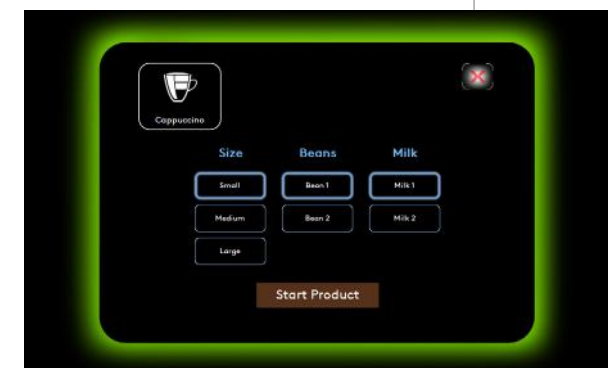 Cappuccino
Size Beans Milk
Small Bean 1 Milk 1
Medium Bean 2 Milk 2
Large
Start Product